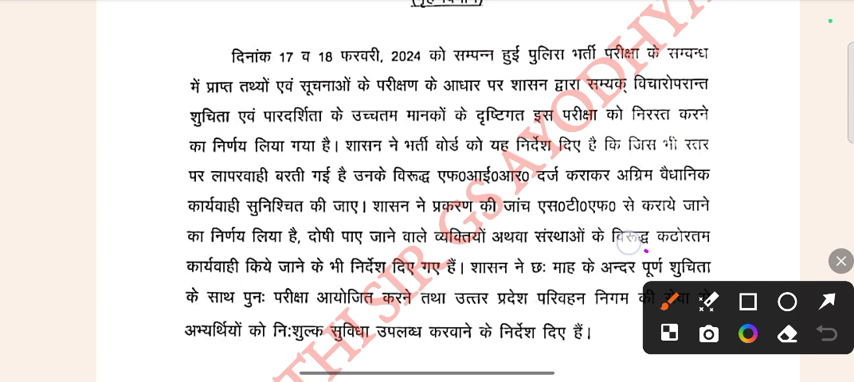 (गृह विभाग)
दिनांक 17 व 18 फरवरी, 2024 को सम्पन्न हुई पुलिस भर्ती परीक्षा के सम्बन्ध
में प्राप्त तथ्यों एवं सूचनाओं के परीक्षण के आधार पर शासन द्वारा सम्यक् विचारोपरान्त
शुचिता एवं पारदर्शिता के उच्चतम मानकों के दृष्टिगत इस परीक्षा को निरस्त करने
का निर्णय लिया गया है। शासन ने भर्ती बोर्ड को यह निर्देश दिए है कि जिस भी स्तर
पर लापरवाही बरती गई है उनके विरूद्ध एफ0आई0आर0 दर्ज कराकर अग्रिम वैधानिक
कार्यवाही सुनिश्चित की जाए। शासन ने प्रकरण की जांच एस0टी0एफ0 से कराये जाने
का निर्णय लिया है, दोषी पाए जाने वाले व्यक्तियों अथवा संस्थाओं के विरूद्ध कठोरतम
कार्यवाही किये जाने के भी निर्देश दिए गए हैं। शासन ने छः माह के अन्दर पूर्ण शुचिता
के साथ पुनः परीक्षा आयोजित करने तथा उत्तर प्रदेश परिवहन निगम की सेवा से
अभ्यर्थियों को नि:शुल्क सुविधा उपलब्ध करवाने के निर्देश दिए हैं।
THI SIR GS AYODHYA